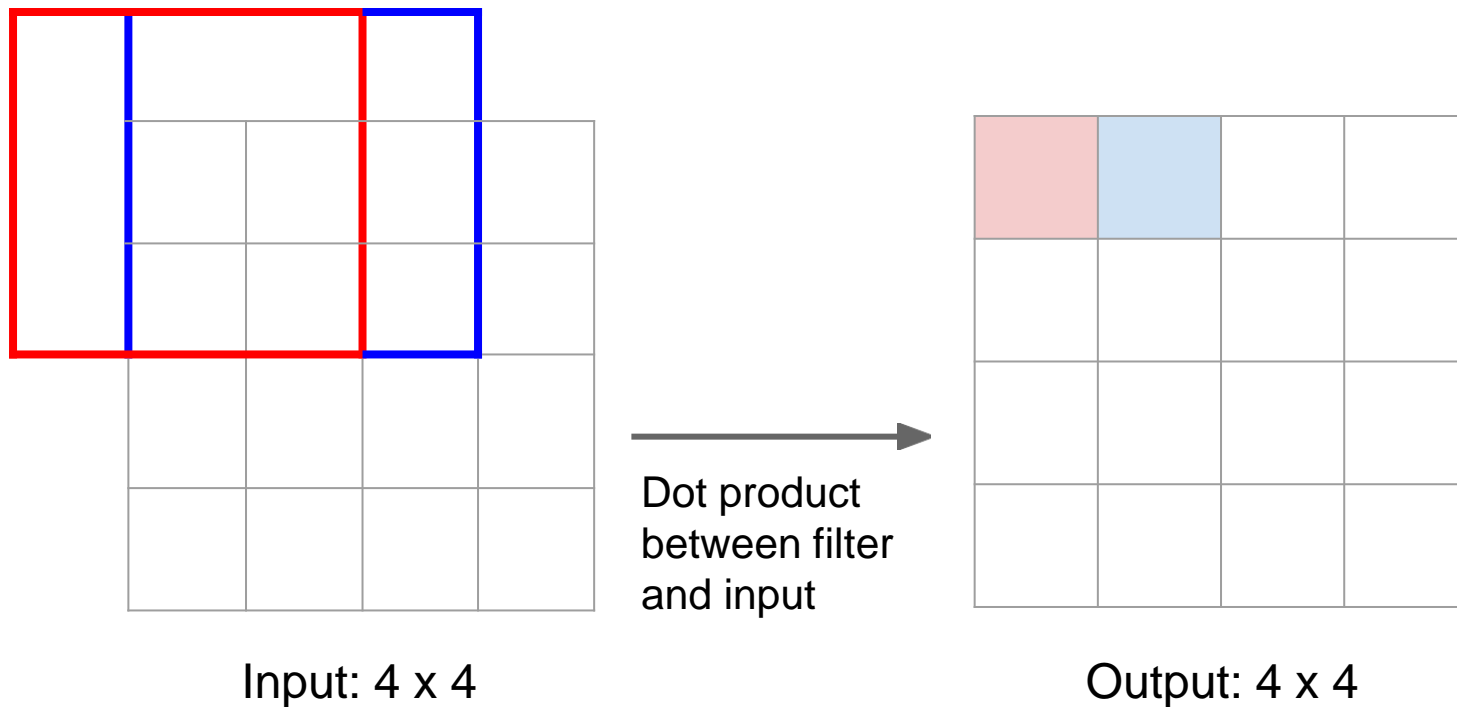 Dot product
between filter
and input
Input: 4 x 4
Output: 4 x 4